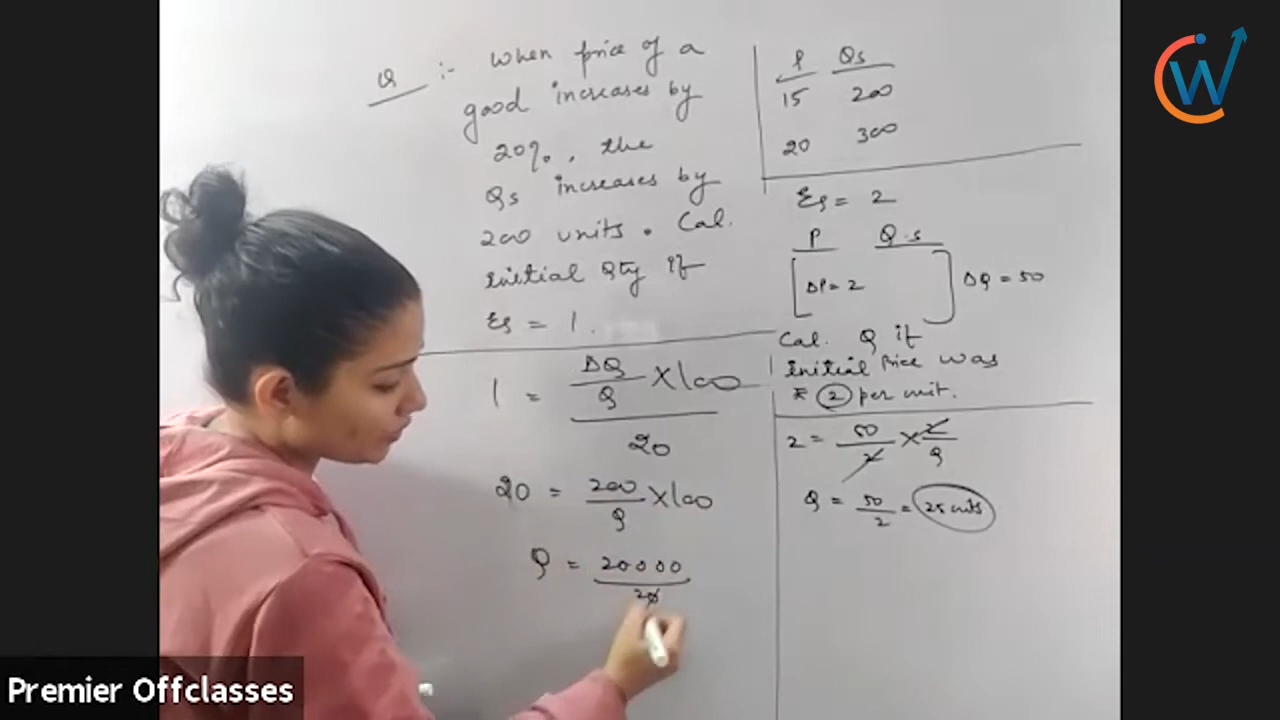 Q :- When price of a
good increases by
20%, the
Qs increases by
200 units. Cal.
initial Qty if
Es = 1.
1 = ΔQ/Q × 100 / 20
20 = 200/Q × 100
Q = 20000/20
P Qs
15 200
20 300
Es = 2
P Q.s
[ΔP = 2 ] ΔQ = 50
Cal. Q if
initial Price was
₹ 2 per unit.
2 = 50/2 × 2/Q
Q = 50/2 = 25 units
W
Premier Offclasses